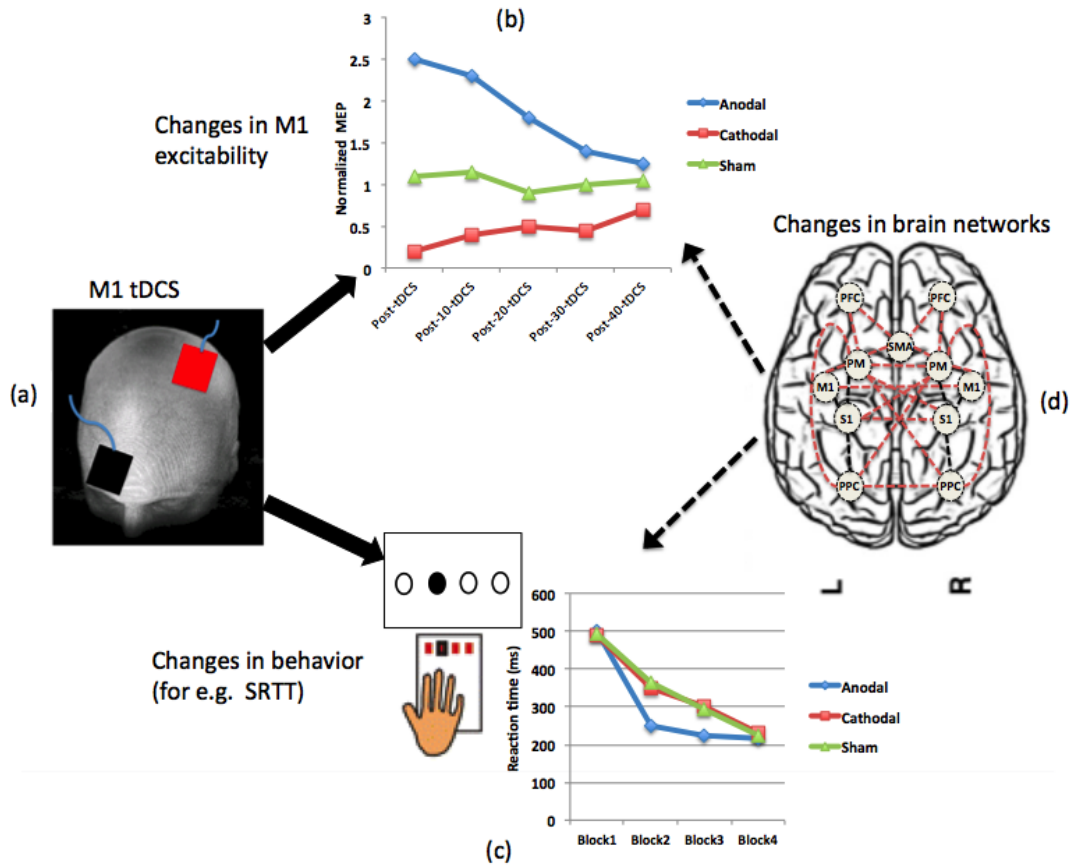 (b)
3
2.5
2
1.5
1
0.5
0
Normalized MEP
Post-tDCS
Post-10-tDCS
Post-20-tDCS
Post-30-tDCS
Post-40-tDCS
Anodal
Cathodal
Sham
Changes in M1
excitability
M1 tDCS
(a)
Changes in brain networks
PFC PFC
SMA
PM PM
M1 M1
S1 S1
PPC PPC
(d)
L R
Changes in behavior
(for e.g. SRTT)
600
500
400
300
200
100
0
Reaction time (ms)
Block1 Block2 Block3 Block4
Anodal
Cathodal
Sham
(c)